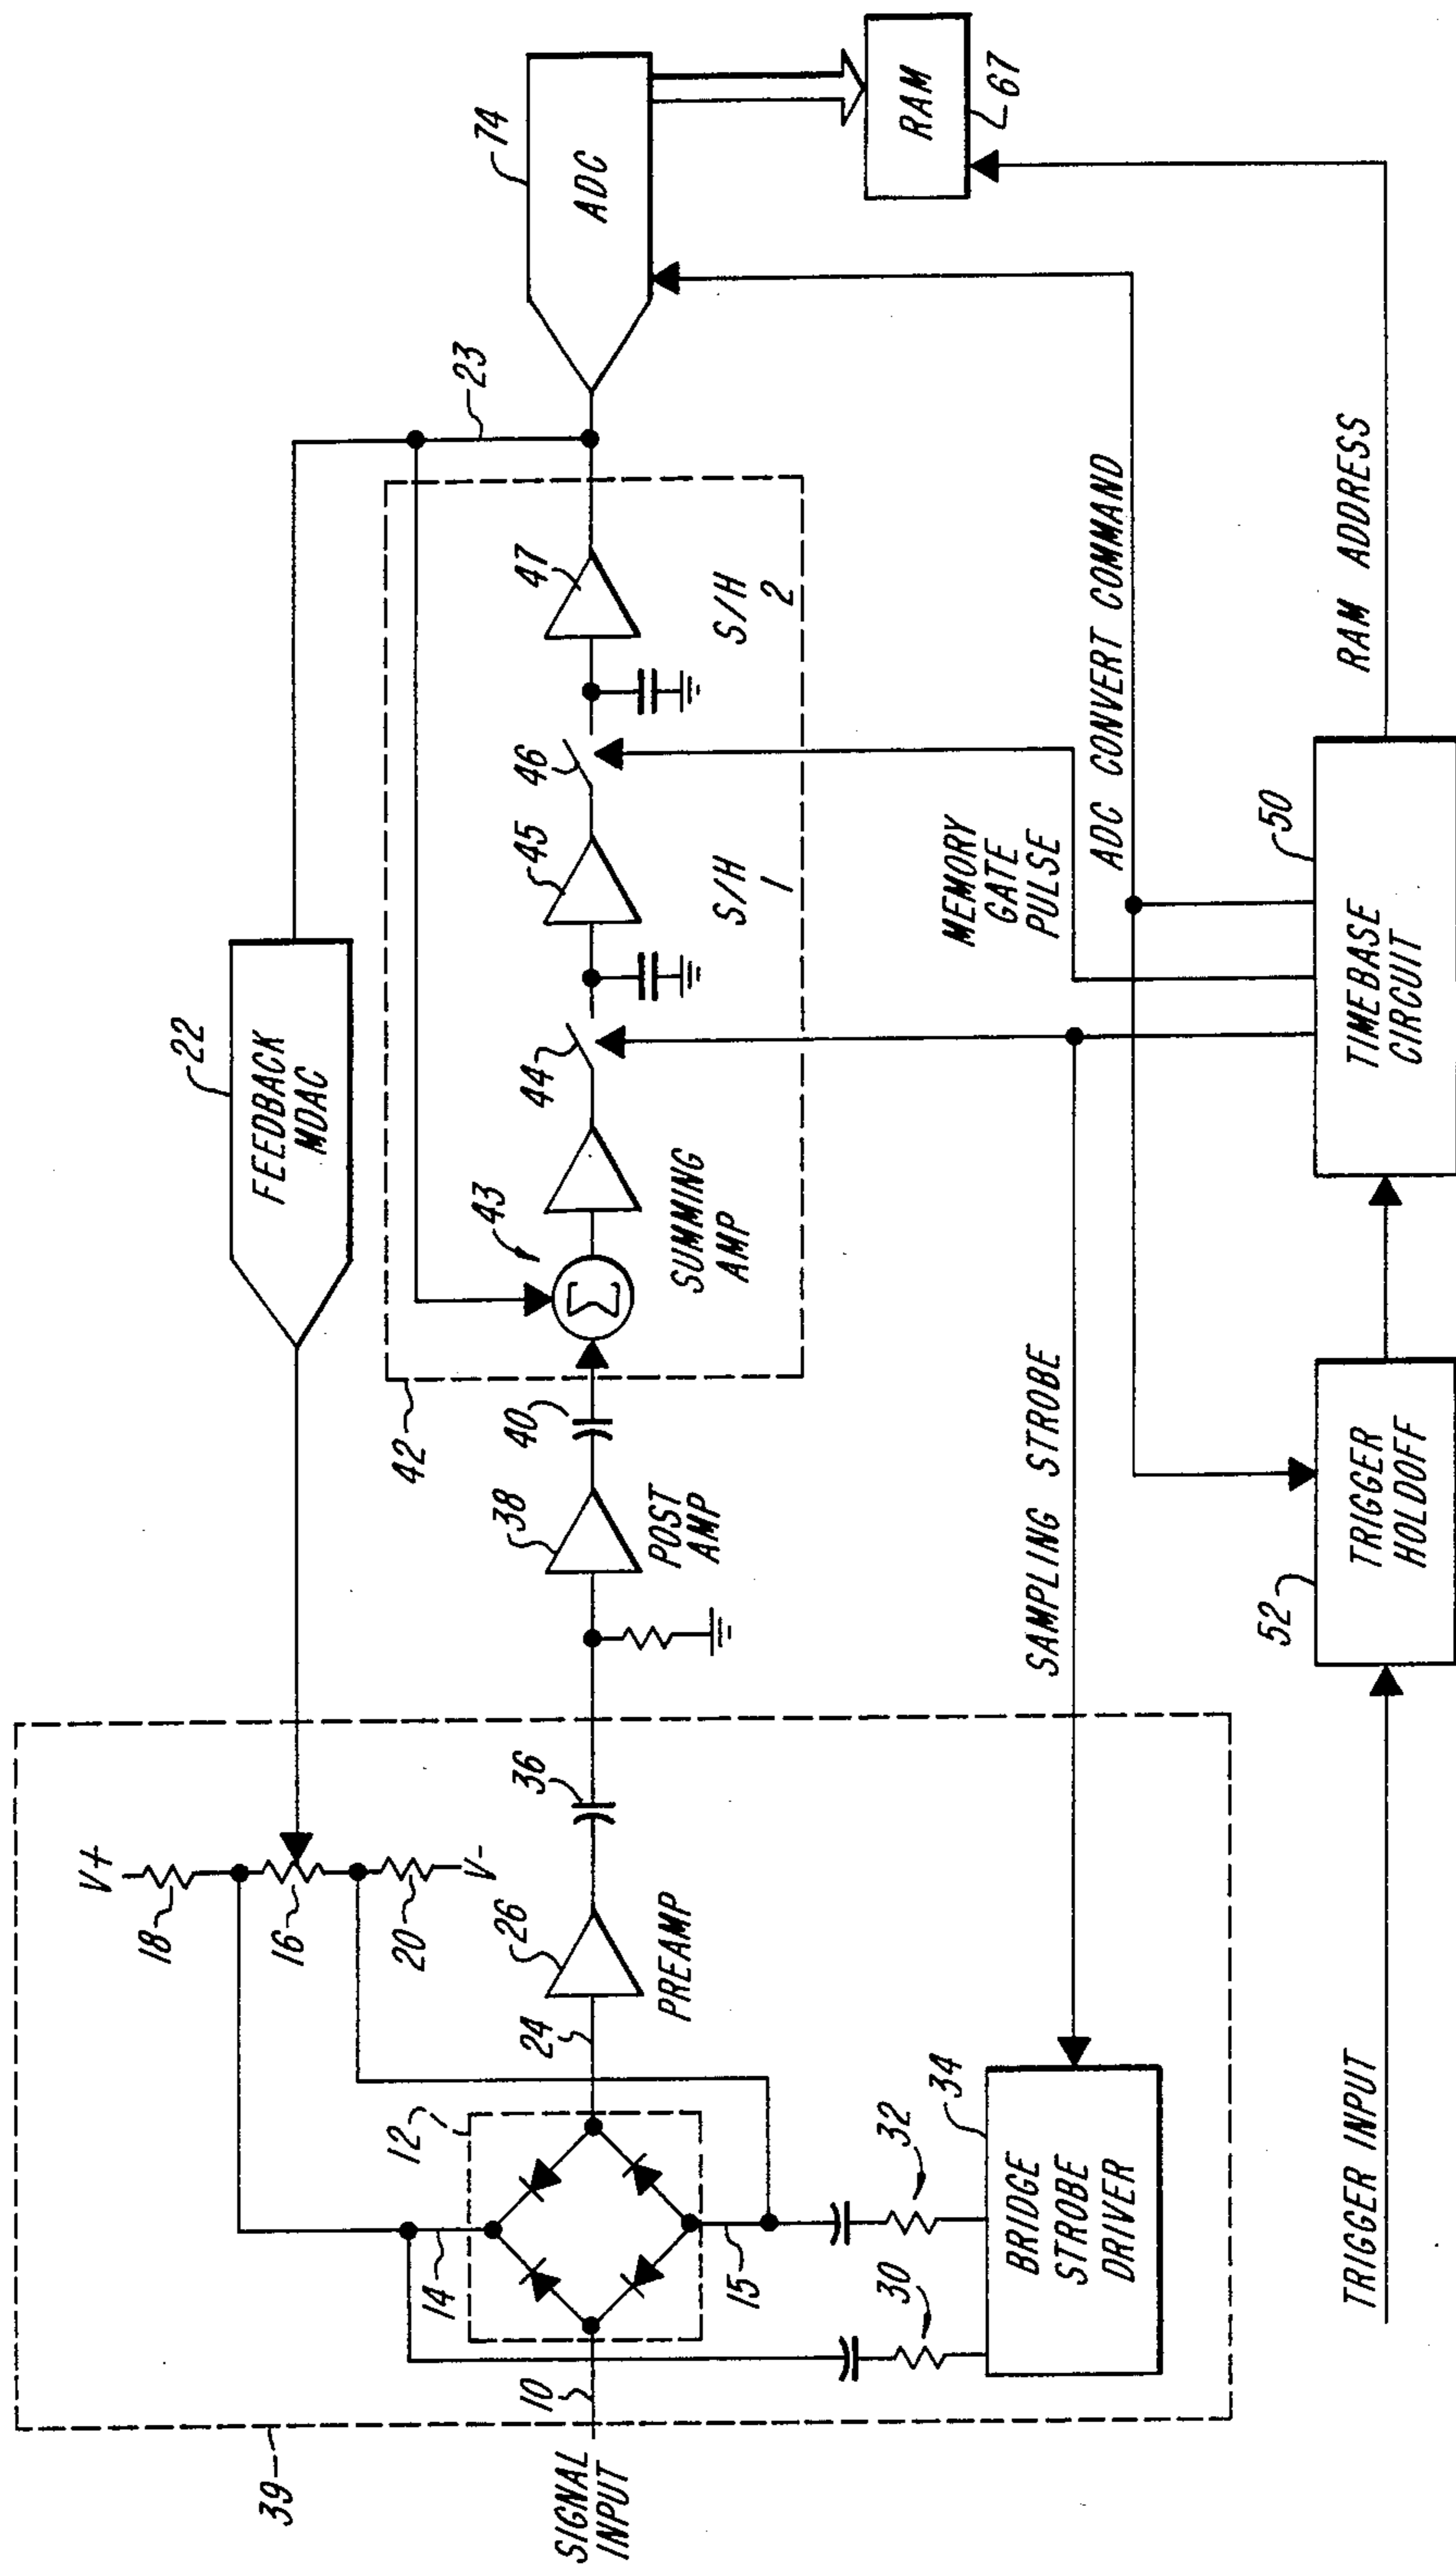 39
SIGNAL
INPUT
10
12
14
15
V+
18
16
20
V-
24
26
PREAMP
36
30
32
34
BRIDGE
STROBE
DRIVER
22
FEEDBACK
MDAC
38
POST
AMP
40
42
43
Σ
SUMMING
AMP
44
45
S/H
1
46
47
S/H
2
23
74
ADC
RAM
67
SAMPLING STROBE
MEMORY
GATE
PULSE
ADC CONVERT COMMAND
RAM ADDRESS
TRIGGER INPUT
52
TRIGGER
HOLDOFF
50
TIMEBASE
CIRCUIT